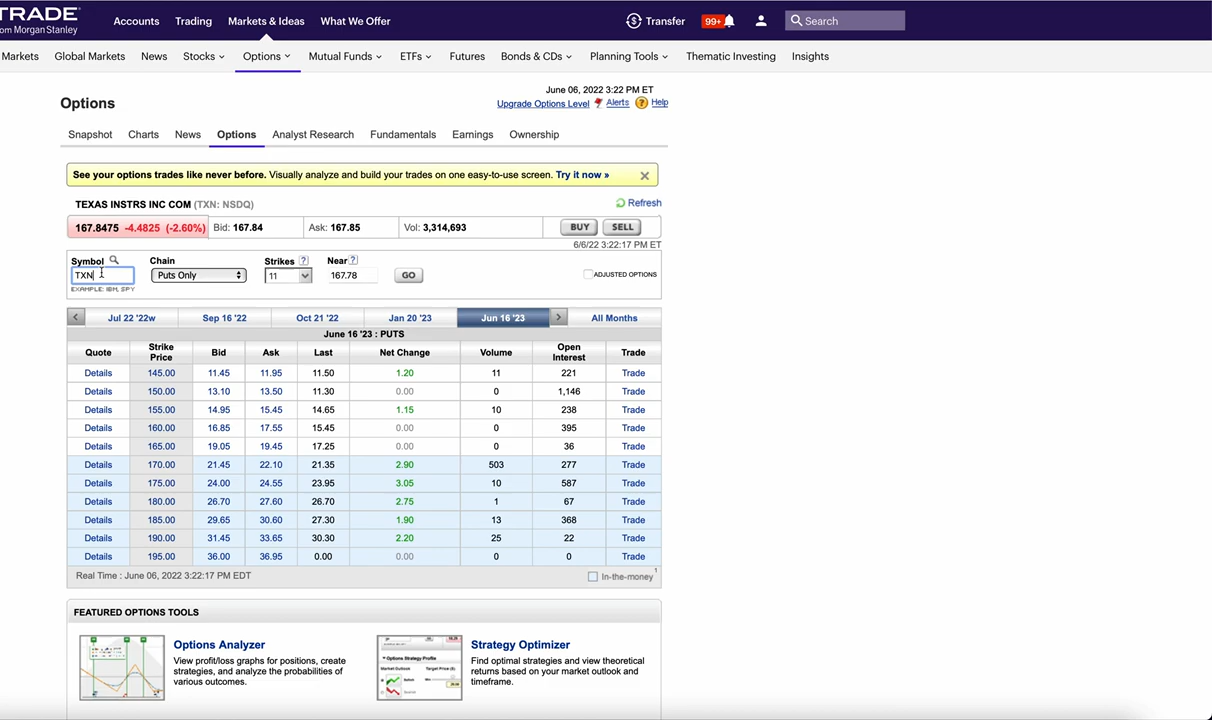 TRADE®
om Morgan Stanley
Accounts Trading Markets & Ideas What We Offer
Transfer 99+ Search
Markets Global Markets News Stocks Options Mutual Funds ETFs Futures Bonds & CDs Planning Tools Thematic Investing Insights
June 06, 2022 3:22 PM ET
Options
Upgrade Options Level Alerts ? Help
Snapshot Charts News Options Analyst Research Fundamentals Earnings Ownership
See your options trades like never before. Visually analyze and build your trades on one easy-to-use screen. Try it now »
TEXAS INSTRS INC COM (TXN: NSDQ) Refresh
167.8475 -4.4825 (-2.60%) Bid: 167.84 Ask: 167.85 Vol: 3,314,693 BUY SELL
6/6/22 3:22:17 PM ET
Symbol Chain Strikes ? Near ?
TXN Puts Only 11 167.78 GO ADJUSTED OPTIONS
EXAMPLE: IBM, SPY
< Jul 22 '22w Sep 16 '22 Oct 21 '22 Jan 20 '23 Jun 16 '23 > All Months
June 16 '23 : PUTS
Quote Strike Price Bid Ask Last Net Change Volume Open Interest Trade
Details 145.00 11.45 11.95 11.50 1.20 11 221 Trade
Details 150.00 13.10 13.50 11.30 0.00 0 1,146 Trade
Details 155.00 14.95 15.45 14.65 1.15 10 238 Trade
Details 160.00 16.85 17.55 15.45 0.00 0 395 Trade
Details 165.00 19.05 19.45 17.25 0.00 0 36 Trade
Details 170.00 21.45 22.10 21.35 2.90 503 277 Trade
Details 175.00 24.00 24.55 23.95 3.05 10 587 Trade
Details 180.00 26.70 27.60 26.70 2.75 1 67 Trade
Details 185.00 29.65 30.60 27.30 1.90 13 368 Trade
Details 190.00 31.45 33.65 30.30 2.20 25 22 Trade
Details 195.00 36.00 36.95 0.00 0.00 0 0 Trade
Real Time : June 06, 2022 3:22:17 PM EDT In-the-money 1
FEATURED OPTIONS TOOLS
Options Analyzer
View profit/loss graphs for positions, create
strategies, and analyze the probabilities of
various outcomes.
Strategy Optimizer
Find optimal strategies and view theoretical
returns based on your market outlook and
timeframe.